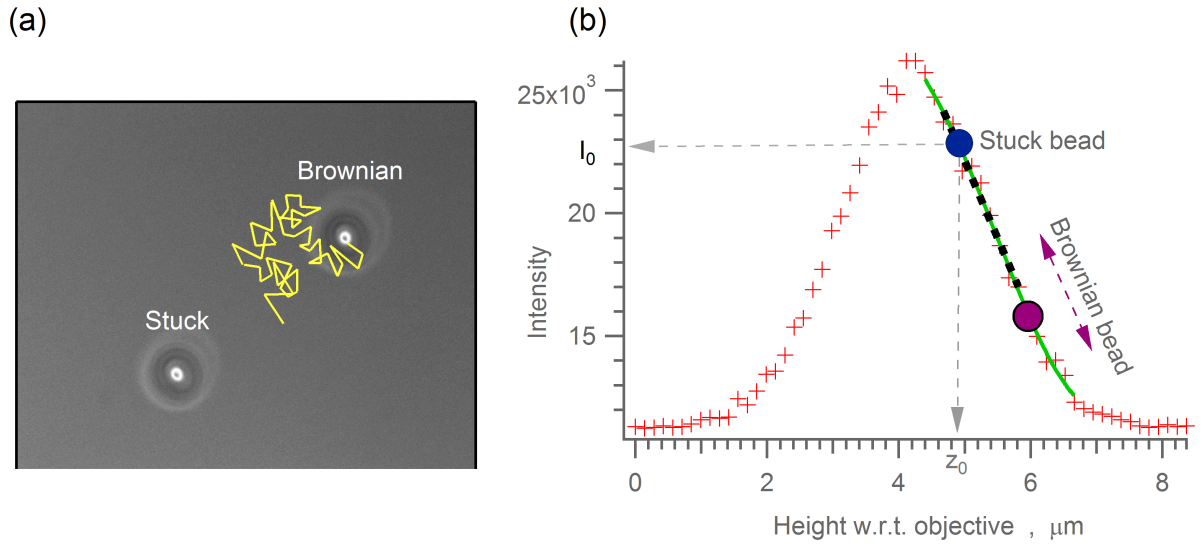 (a)
(b)
Brownian
Stuck
25x10³
I₀
20
15
Intensity
Stuck bead
Brownian bead
z₀
0
2
4
6
8
Height w.r.t. objective , μm